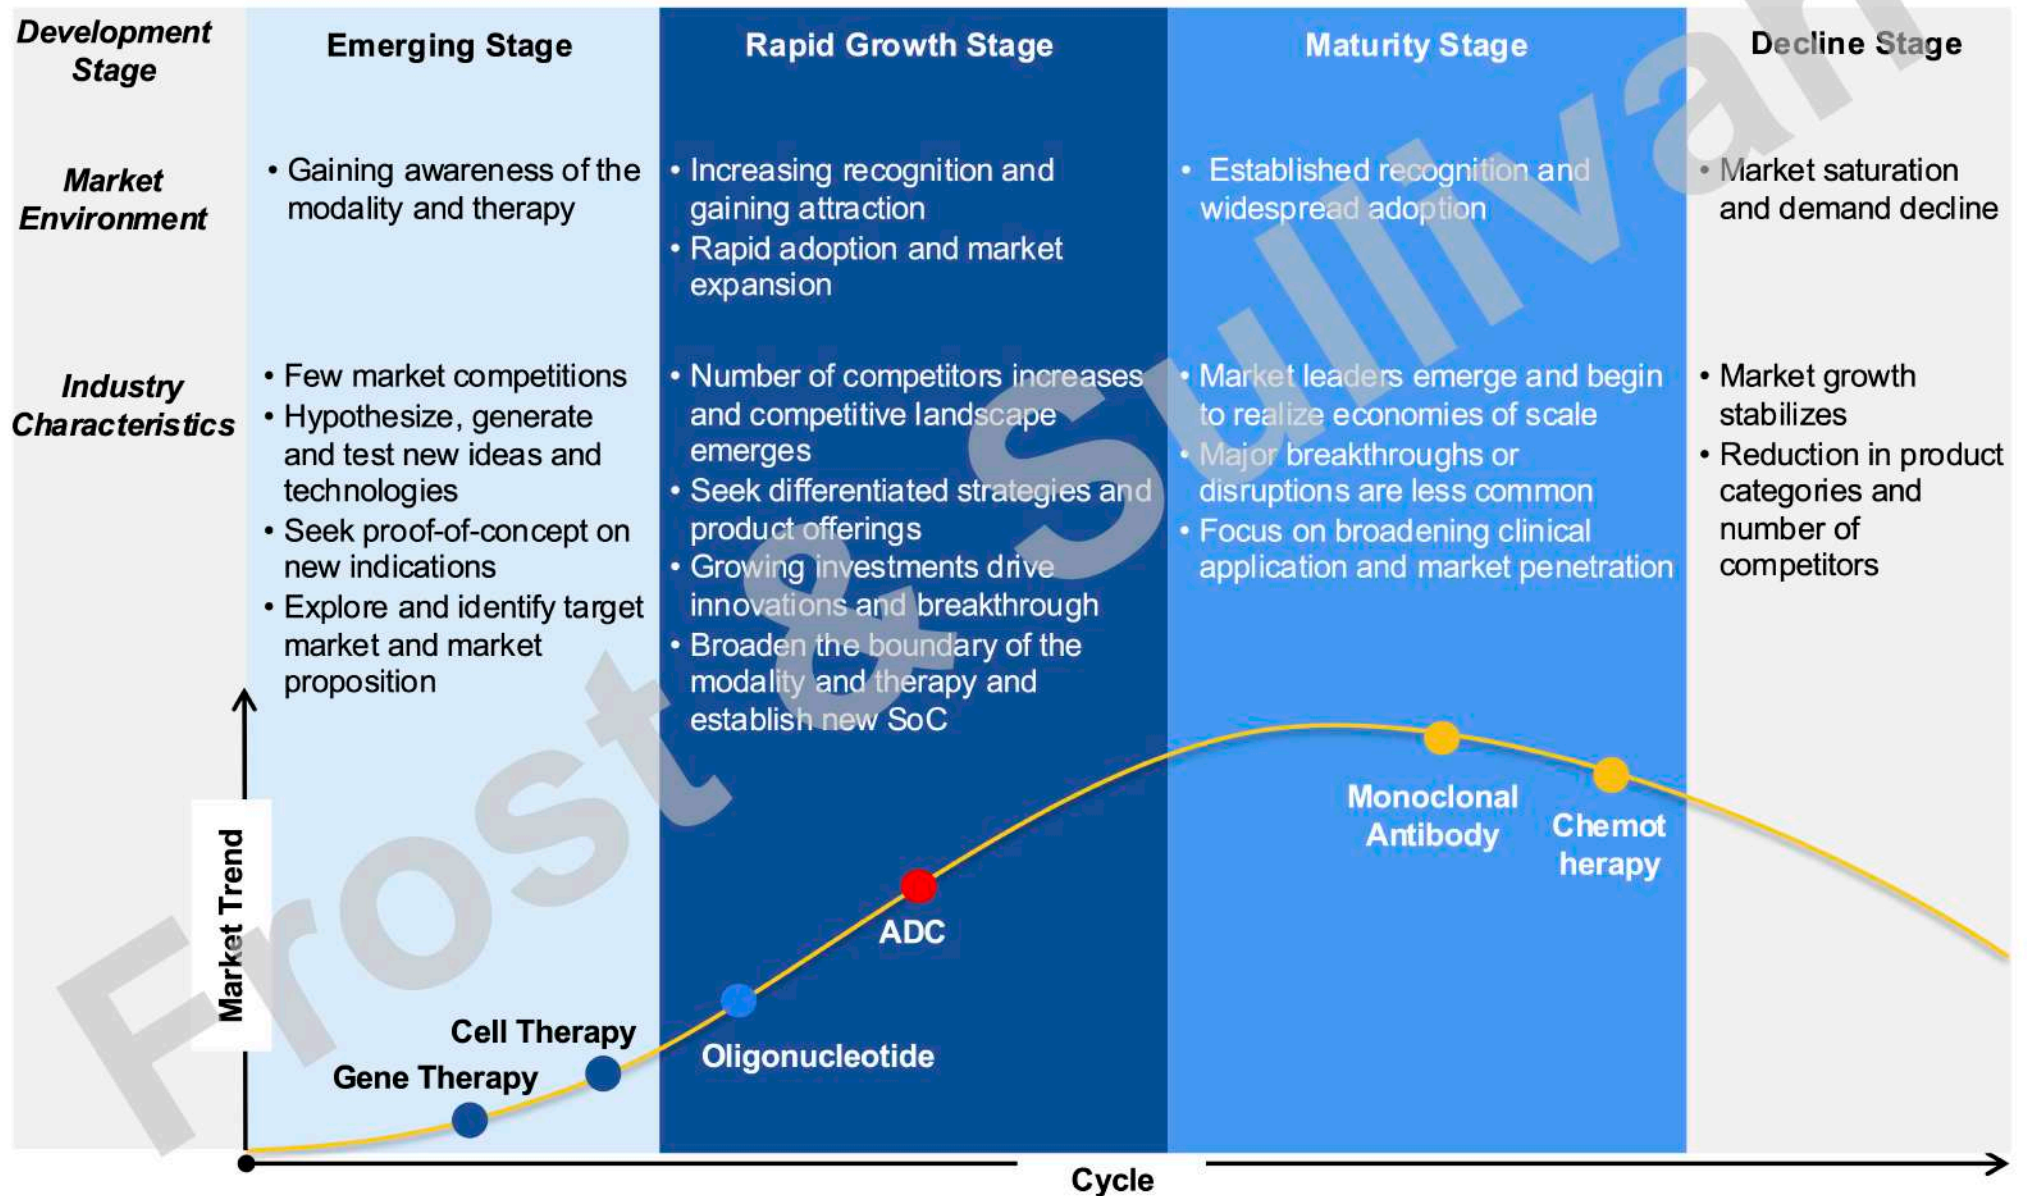 Development
Stage
Emerging Stage
Rapid Growth Stage
Maturity Stage
Decline Stage
Market
Environment
• Gaining awareness of the
modality and therapy
• Increasing recognition and
gaining attraction
• Rapid adoption and market
expansion
• Established recognition and
widespread adoption
• Market saturation
and demand decline
Industry
Characteristics
• Few market competitions
• Hypothesize, generate
and test new ideas and
technologies
• Seek proof-of-concept on
new indications
• Explore and identify target
market and market
proposition
• Number of competitors increases
and competitive landscape
emerges
• Seek differentiated strategies and
product offerings
• Growing investments drive
innovations and breakthrough
• Broaden the boundary of the
modality and therapy and
establish new SoC
• Market leaders emerge and begin
to realize economies of scale
• Major breakthroughs or
disruptions are less common
• Focus on broadening clinical
application and market penetration
• Market growth
stabilizes
• Reduction in product
categories and
number of
competitors
Market Trend
Gene Therapy
Cell Therapy
Oligonucleotide
ADC
Monoclonal
Antibody
Chemot
herapy
Cycle
Frost & Sullivan